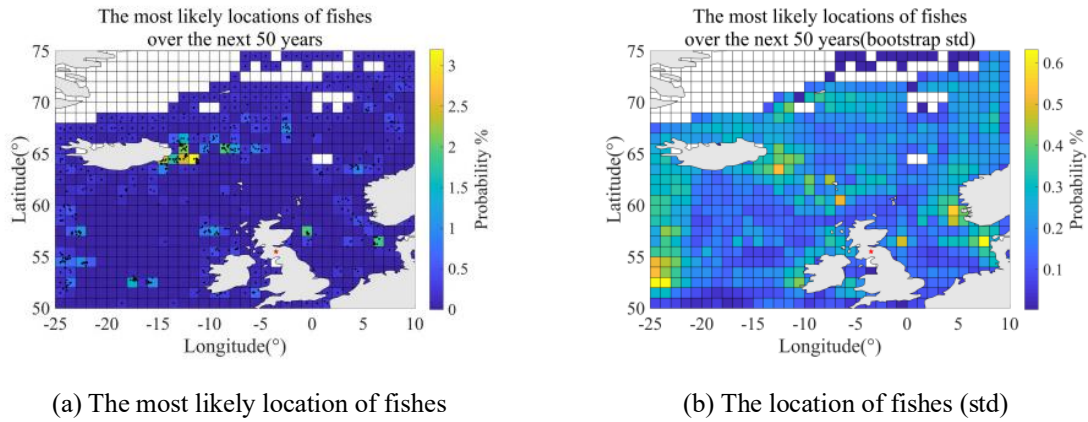 The most likely locations of fishes
over the next 50 years
75
70
65
60
55
50
Latitude(°)
-25 -20 -15 -10 -5 0 5 10
Longitude(°)
3
2.5
2
1.5
1
0.5
0
Probability %
(a) The most likely location of fishes
The most likely locations of fishes
over the next 50 years(bootstrap std)
75
70
65
60
55
50
Latitude(°)
-25 -20 -15 -10 -5 0 5 10
Longitude(°)
0.6
0.5
0.4
0.3
0.2
0.1
Probability %
(b) The location of fishes (std)